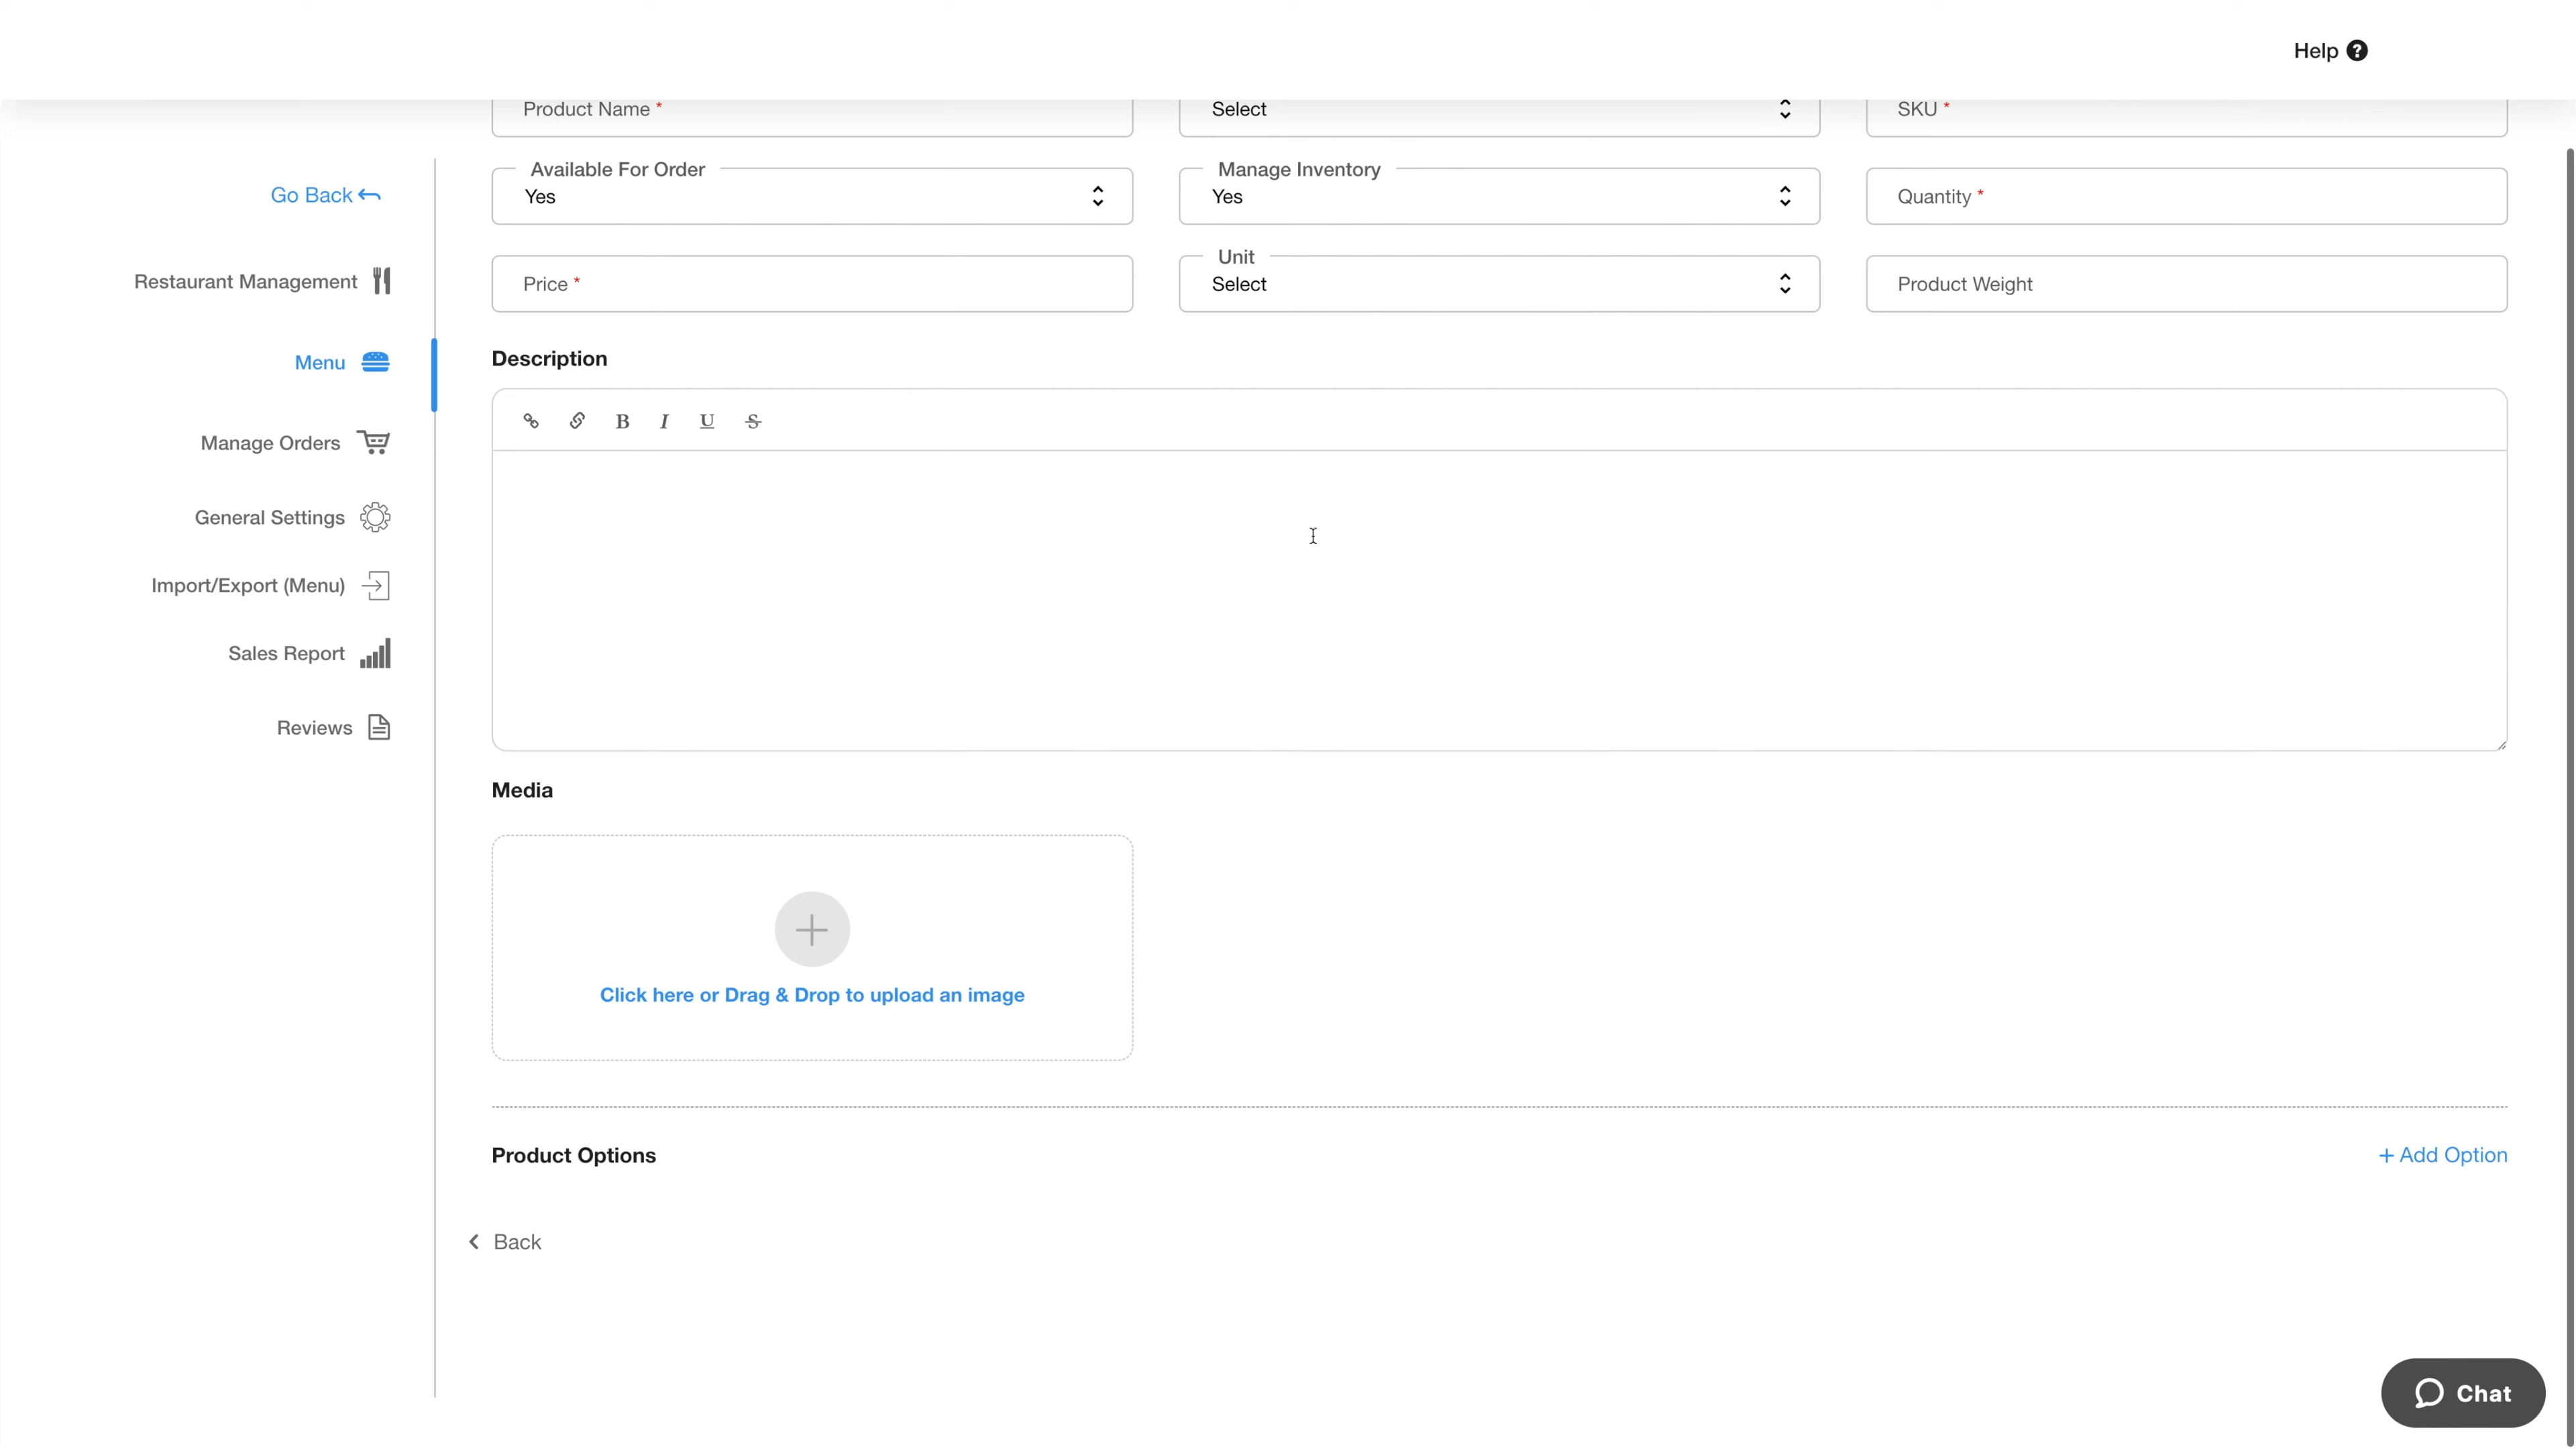 Help
Product Name *
Select
SKU *
Available For Order
Yes
Manage Inventory
Yes
Quantity *
Price *
Unit
Select
Product Weight
Go Back
Restaurant Management
Menu
Manage Orders
General Settings
Import/Export (Menu)
Sales Report
Reviews
Description
B I U S
Media
Click here or Drag & Drop to upload an image
Product Options
+ Add Option
Back
Chat